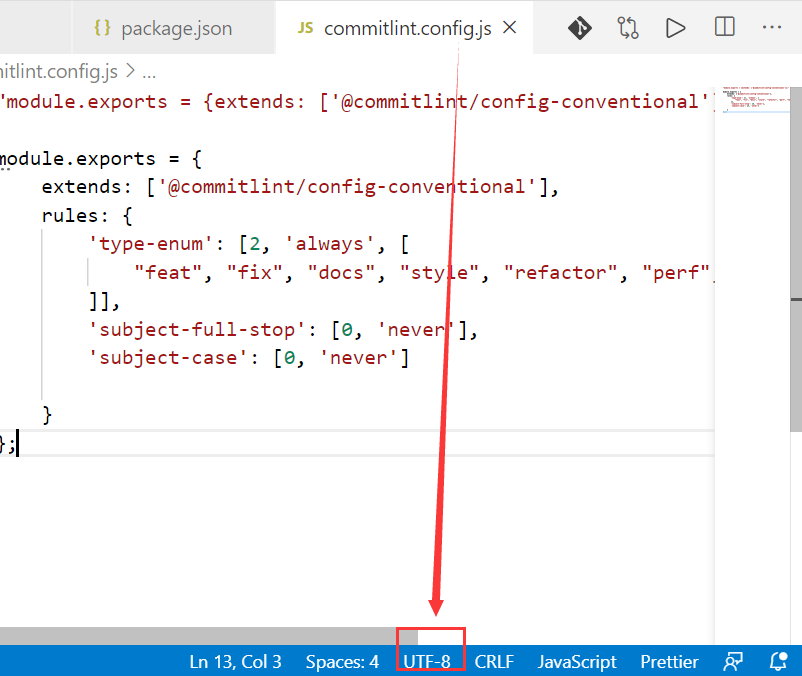 {} package.json JS commitlint.config.js
nitlint.config.js > ...
"module.exports = {extends: ['@commitlint/config-conventional'
module.exports = {
extends: ['@commitlint/config-conventional'],
rules: {
'type-enum': [2, 'always', [
"feat", "fix", "docs", "style", "refactor", "perf",
]],
'subject-full-stop': [0, 'never'],
'subject-case': [0, 'never']
}
};
Ln 13, Col 3 Spaces: 4 UTF-8 CRLF JavaScript Prettier